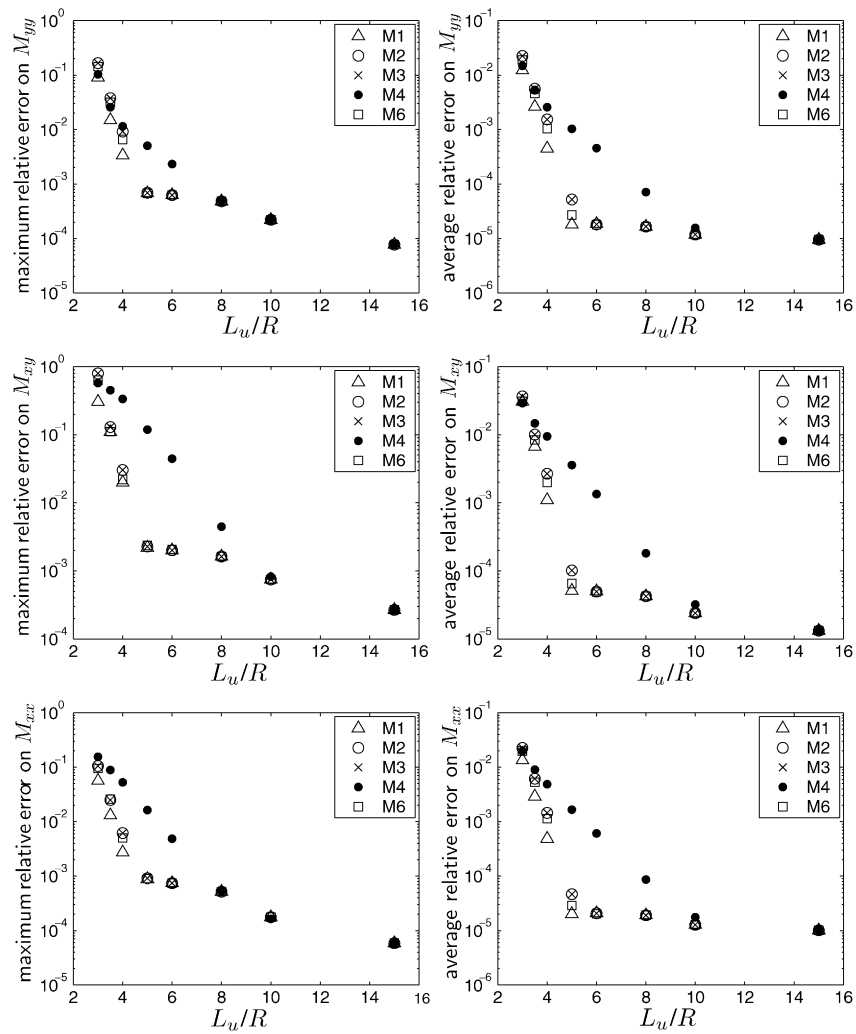 maximum relative error on M_yy
10^0
10^-1
10^-2
10^-3
10^-4
10^-5
2 4 6 8 10 12 14 16
L_u/R
M1
M2
M3
M4
M6
average relative error on M_yy
10^-1
10^-2
10^-3
10^-4
10^-5
10^-6
2 4 6 8 10 12 14 16
L_u/R
M1
M2
M3
M4
M6
maximum relative error on M_xy
10^0
10^-1
10^-2
10^-3
10^-4
2 4 6 8 10 12 14 16
L_u/R
M1
M2
M3
M4
M6
average relative error on M_xy
10^-1
10^-2
10^-3
10^-4
10^-5
2 4 6 8 10 12 14 16
L_u/R
M1
M2
M3
M4
M6
maximum relative error on M_xx
10^0
10^-1
10^-2
10^-3
10^-4
10^-5
2 4 6 8 10 12 14 16
L_u/R
M1
M2
M3
M4
M6
average relative error on M_xx
10^-1
10^-2
10^-3
10^-4
10^-5
10^-6
2 4 6 8 10 12 14 16
L_u/R
M1
M2
M3
M4
M6